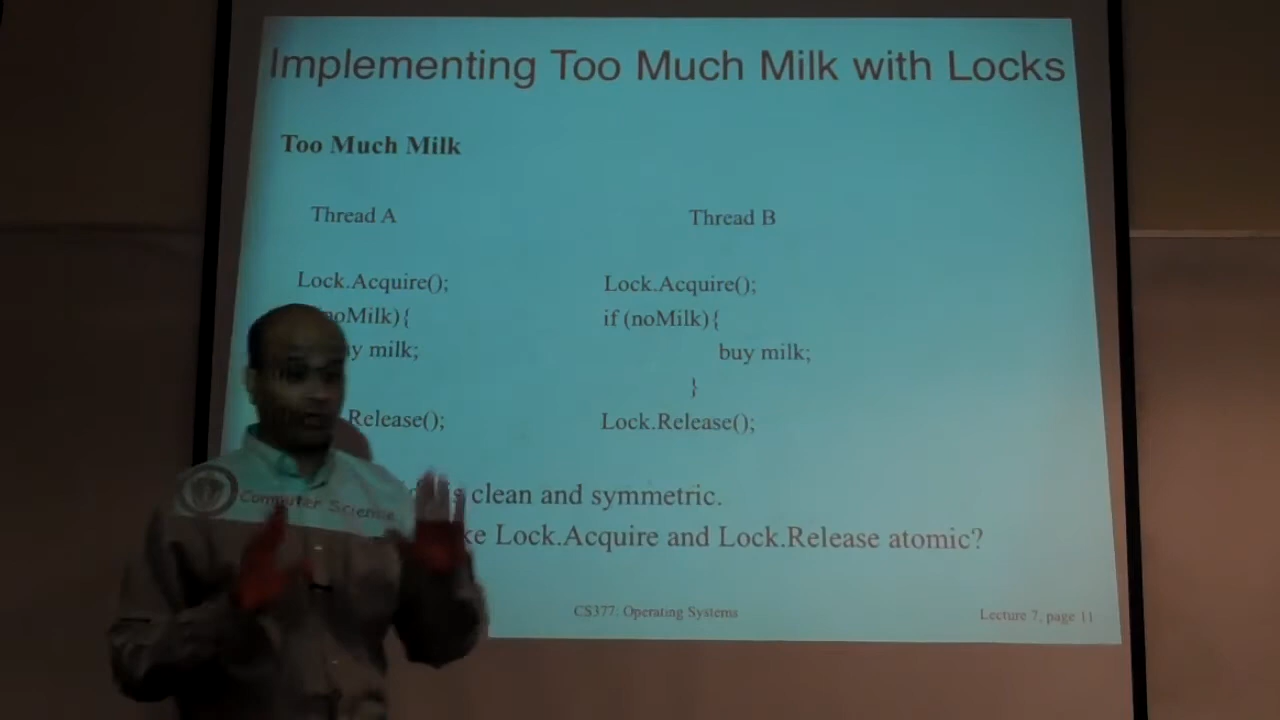 Implementing Too Much Milk with Locks
Too Much Milk
Thread A
Thread B
Lock.Acquire();
Lock.Acquire();
noMilk){
if (noMilk){
milk;
buy milk;
}
Release();
Lock.Release();
clean and symmetric.
Lock.Acquire and Lock.Release atomic?
Computer Science
CS377: Operating Systems
Lecture 7, page 11